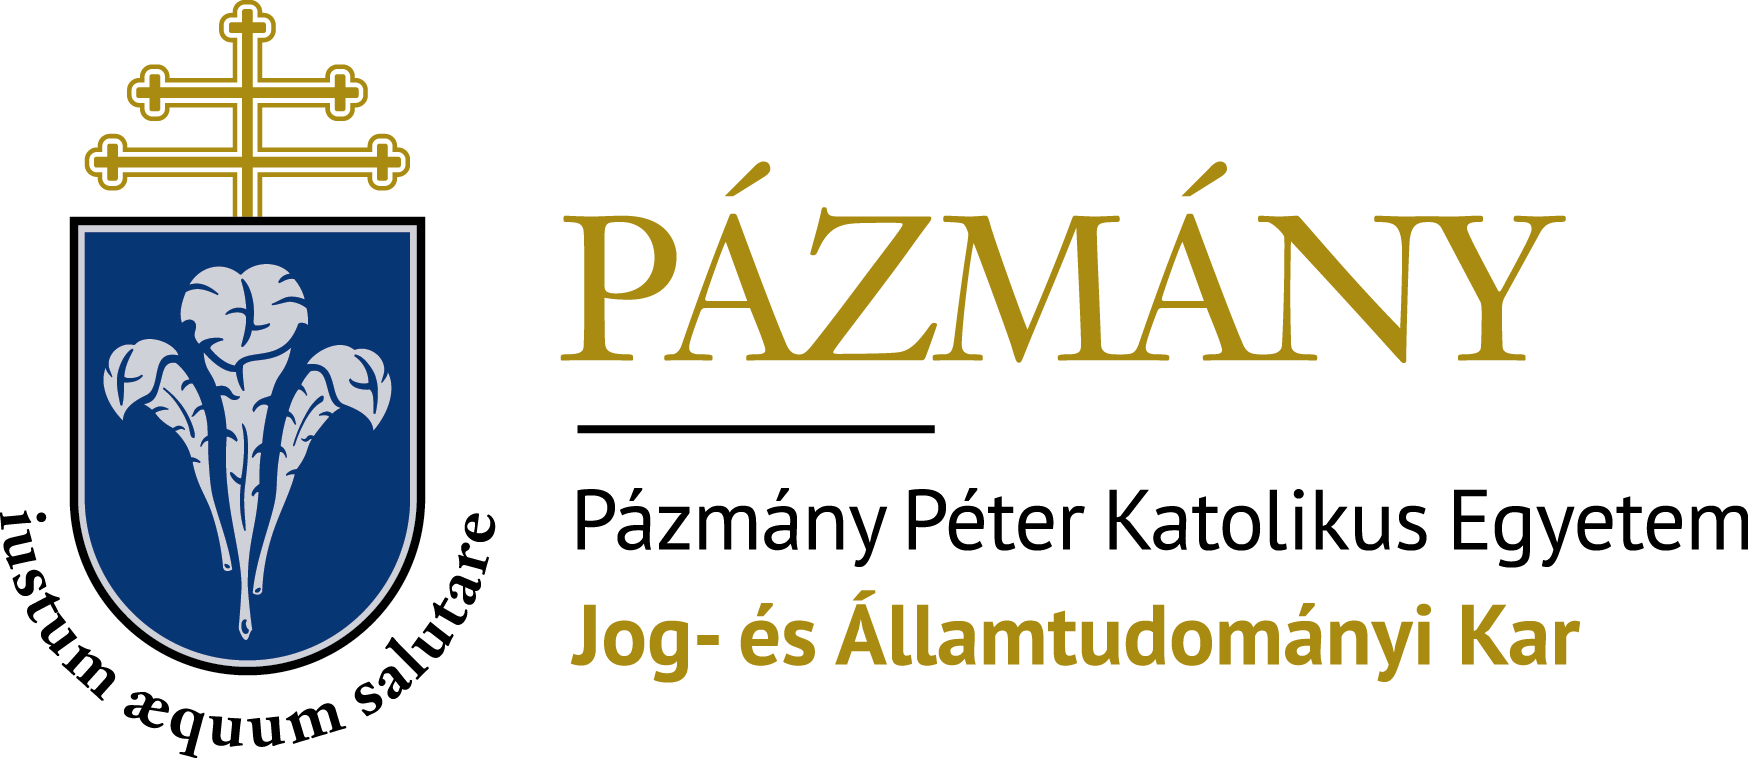 PÁZMÁNY
Pázmány Péter Katolikus Egyetem
Jog- és Államtudományi Kar
iustum æquum salutare